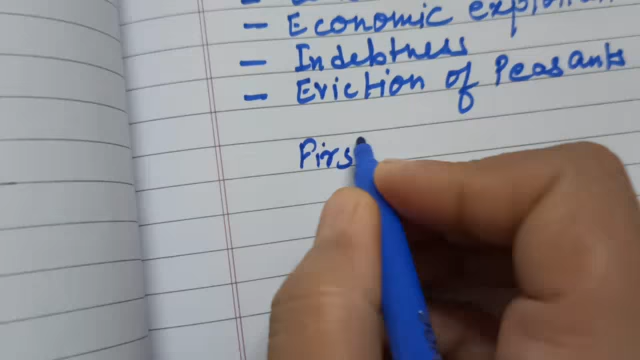 - Economic
- Indebtness
- Eviction of Peasants
Firs